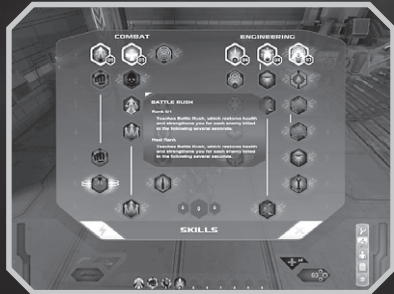 COMBAT
ENGINEERING
BATTLE RUSH
Rank 0/1
Teaches Battle Rush, which restores health
and strengthens you for each enemy killed
in the following several seconds.
Next Rank
Teaches Battle Rush, which restores health
and strengthens you for each enemy killed
in the following several seconds.
SKILLS